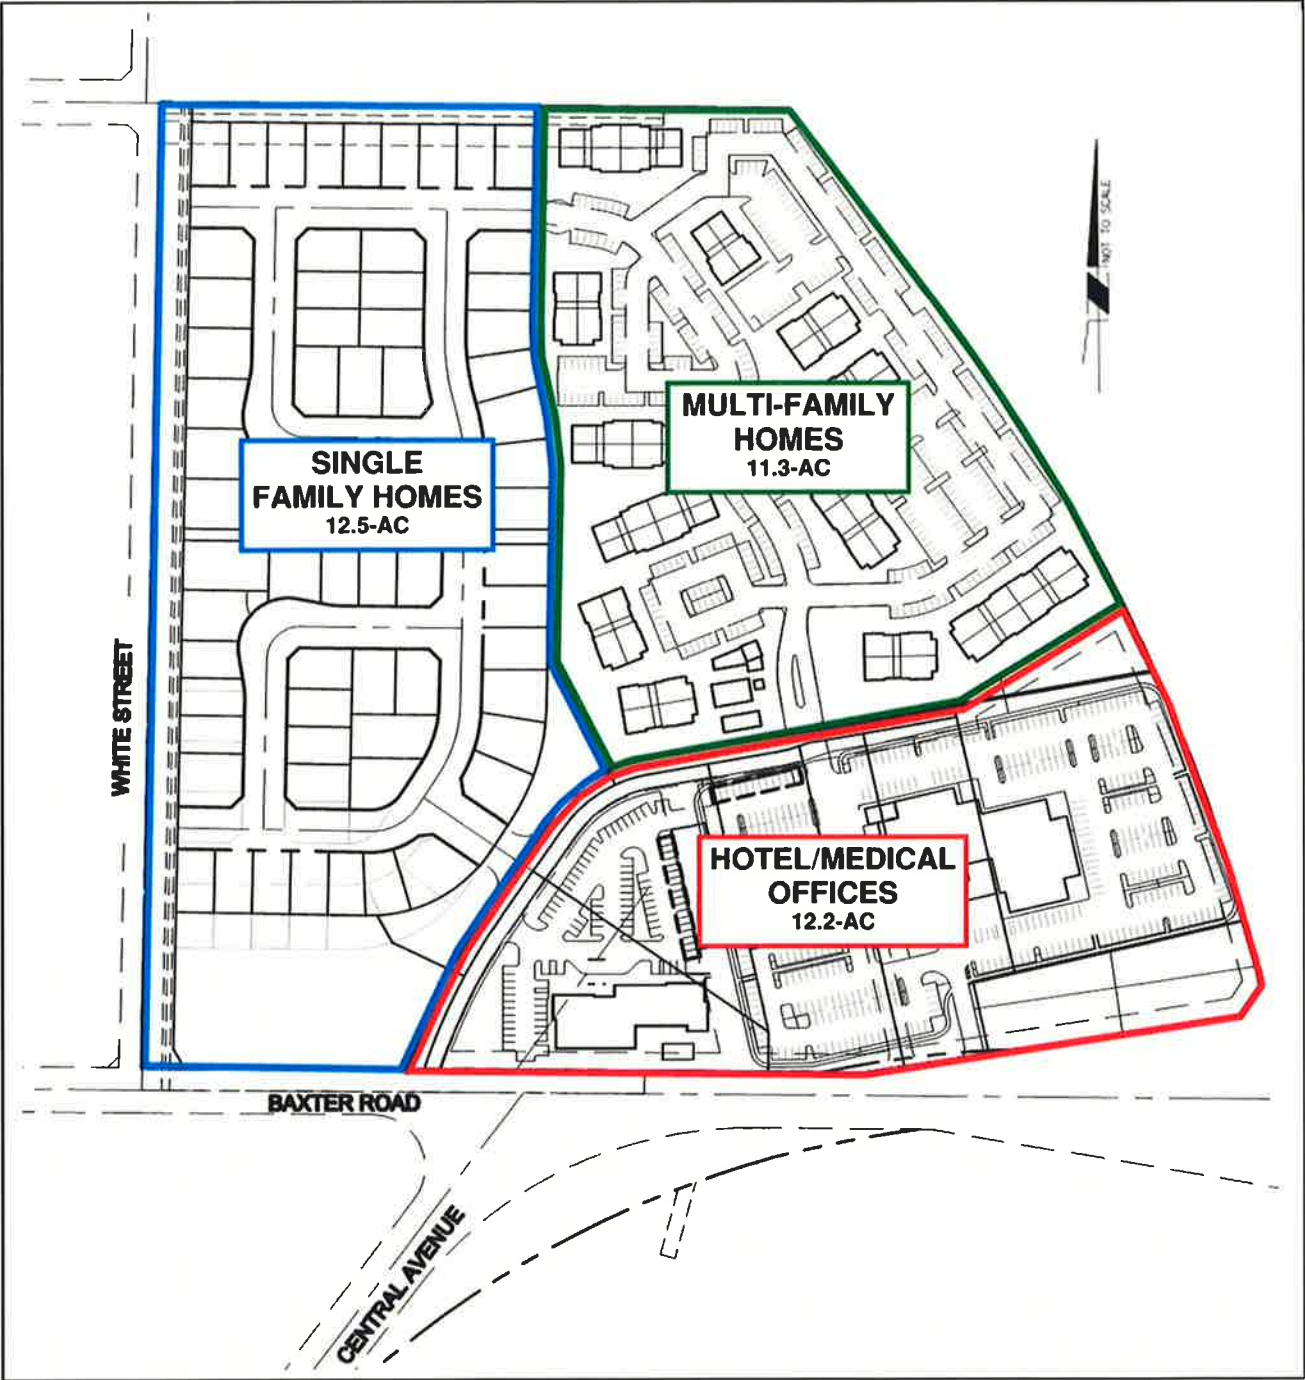 NOT TO SCALE
MULTI-FAMILY
HOMES
11.3-AC
SINGLE
FAMILY HOMES
12.5-AC
WHITE STREET
HOTEL/MEDICAL
OFFICES
12.2-AC
BAXTER ROAD
CENTRAL AVENUE